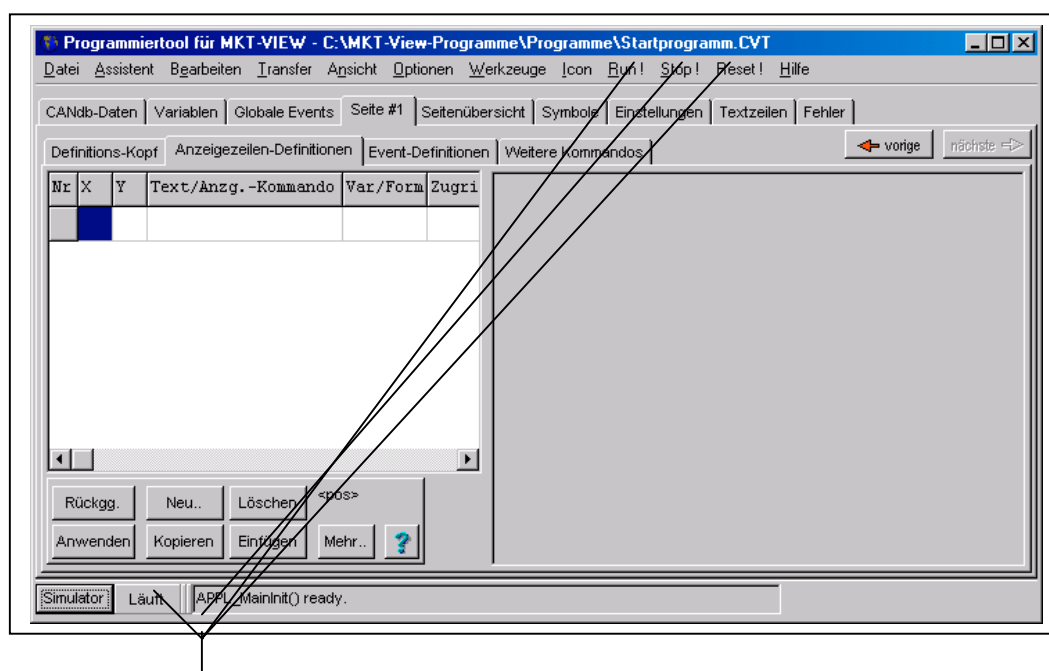 Programmiertool für MKT-VIEW - C:\MKT-View-Programme\Programme\Startprogramm.CVT
Datei Assistent Bearbeiten Transfer Ansicht Optionen Werkzeuge Icon Run! Stop! Reset! Hilfe
CANdb-Daten Variablen Globale Events Seite #1 Seitenübersicht Symbole Einstellungen Textzeilen Fehler
Definitions-Kopf Anzeigezeilen-Definitionen Event-Definitionen Weitere Kommandos vorige nächste
Nr X Y Text/Anzg.-Kommando Var/Form Zugri
Rückgg. Neu.. Löschen <pos>
Anwenden Kopieren Einfügen Mehr.. ?
Simulator Läuft APPL_MainInit() ready.